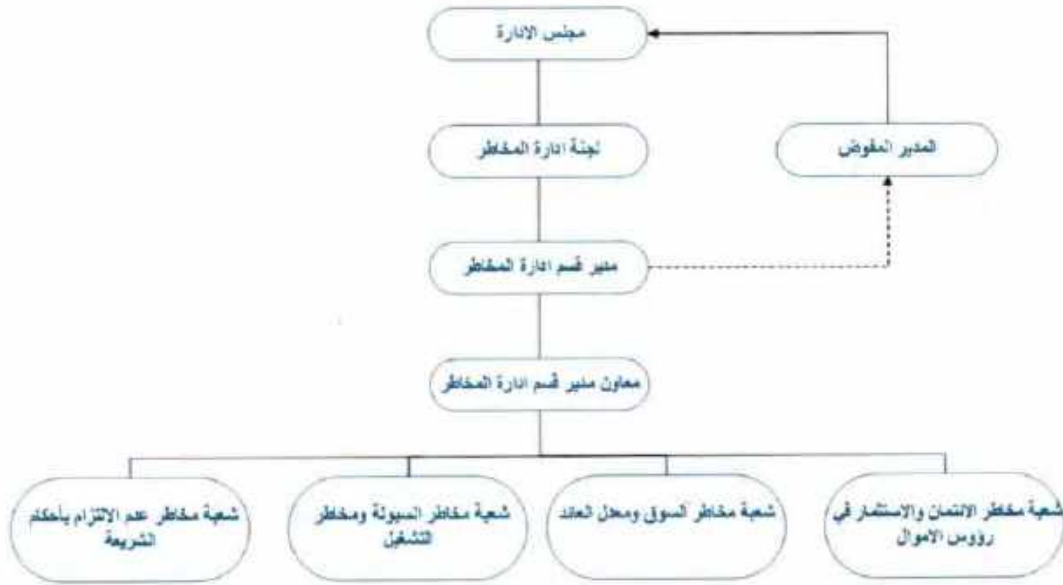 مجلس الادارة
لجنة ادارة المخاطر
المدير المفوض
مدير قسم ادارة المخاطر
معاون مدير قسم ادارة المخاطر
شعبة مخاطر الائتمان والاستثمار في
رؤوس الاموال
شعبة مخاطر السوق ومعدل العائد
شعبة مخاطر السيولة ومخاطر
التشغيل
شعبة مخاطر عدم الالتزام بأحكام
الشريعة